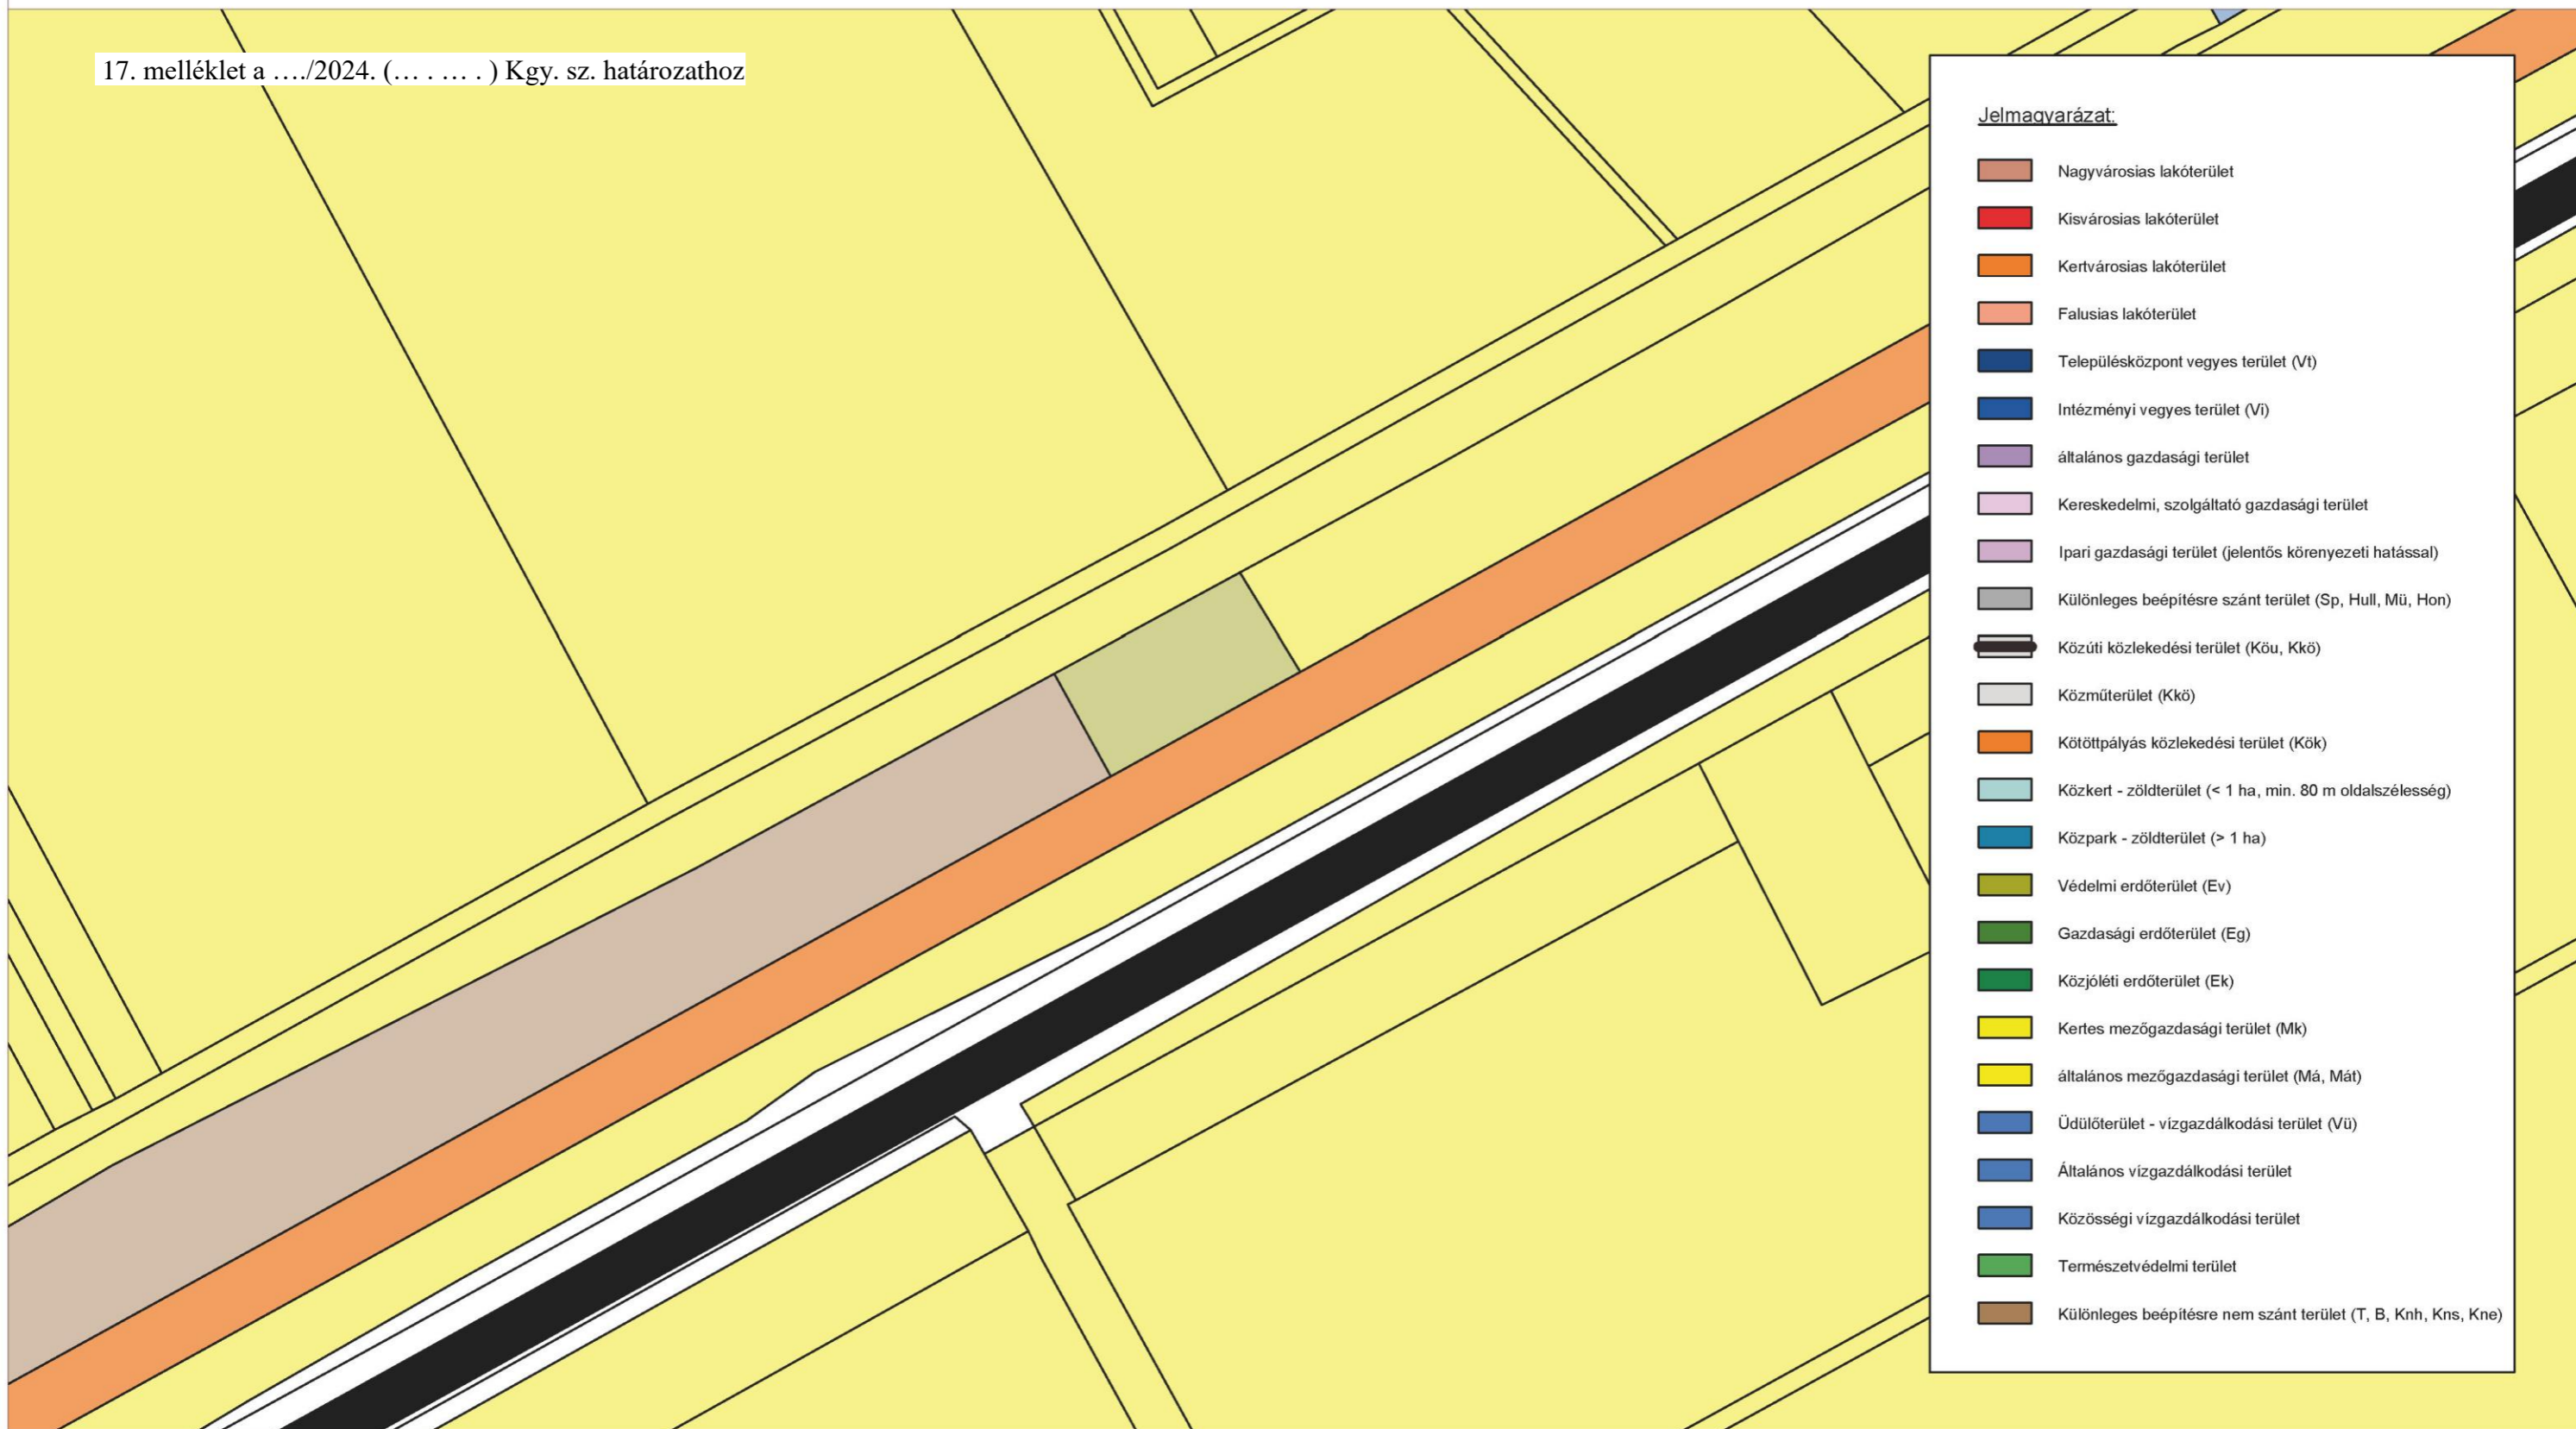 17. melléklet a …./2024. (… . … . ) Kgy. sz. határozathoz
Jelmagyarázat:
Nagyvárosias lakóterület
Kisvárosias lakóterület
Kertvárosias lakóterület
Falusias lakóterület
Településközpont vegyes terület (Vt)
Intézményi vegyes terület (Vi)
általános gazdasági terület
Kereskedelmi, szolgáltató gazdasági terület
Ipari gazdasági terület (jelentős körenyezeti hatással)
Különleges beépítésre szánt terület (Sp, Hull, Mü, Hon)
Közúti közlekedési terület (Köu, Kkö)
Közműterület (Kkö)
Kötöttpályás közlekedési terület (Kök)
Közkert - zöldterület (< 1 ha, min. 80 m oldalszélesség)
Közpark - zöldterület (> 1 ha)
Védelmi erdőterület (Ev)
Gazdasági erdőterület (Eg)
Közjóléti erdőterület (Ek)
Kertes mezőgazdasági terület (Mk)
általános mezőgazdasági terület (Má, Mát)
Üdülőterület - vízgazdálkodási terület (Vü)
Általános vízgazdálkodási terület
Közösségi vízgazdálkodási terület
Természetvédelmi terület
Különleges beépítésre nem szánt terület (T, B, Knh, Kns, Kne)